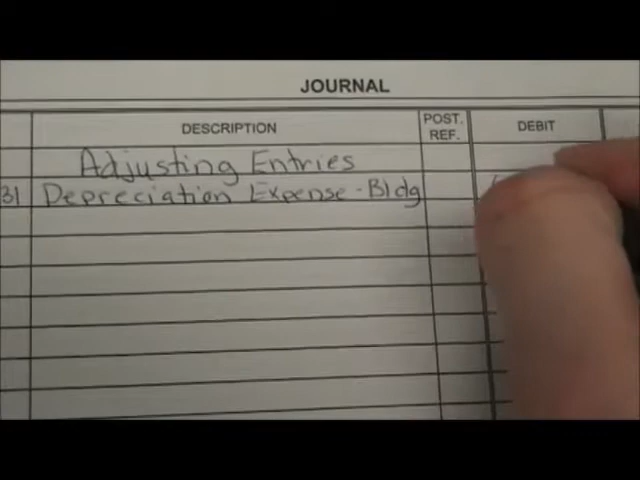 JOURNAL
DESCRIPTION
POST.
REF.
DEBIT
Adjusting Entries
31 Depreciation Expense-Bldg